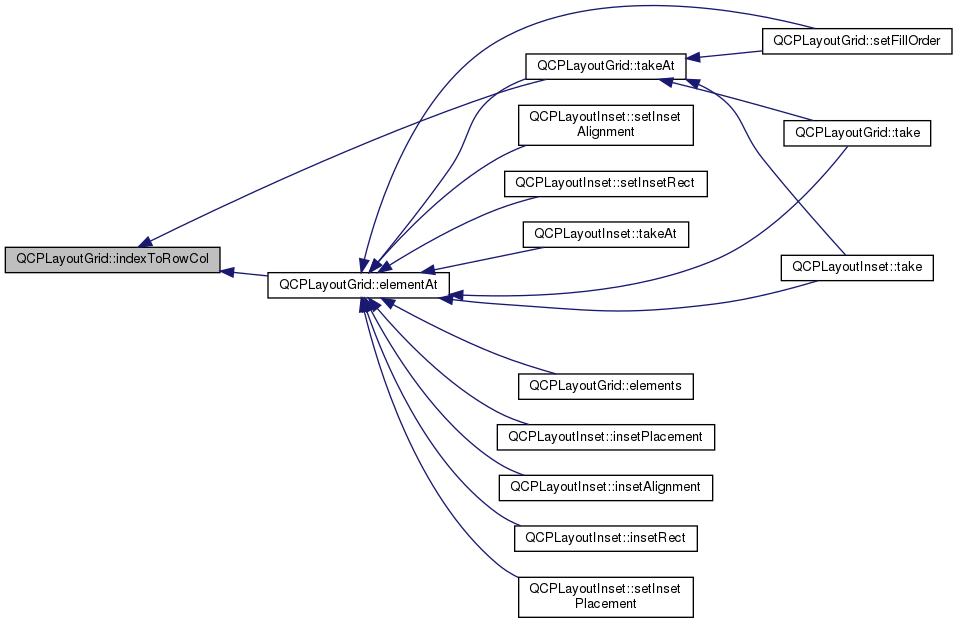 QCPLayoutGrid::setFillOrder
QCPLayoutGrid::takeAt
QCPLayoutInset::setInset
Alignment
QCPLayoutGrid::take
QCPLayoutInset::setInsetRect
QCPLayoutInset::takeAt
QCPLayoutGrid::indexToRowCol
QCPLayoutInset::take
QCPLayoutGrid::elementAt
QCPLayoutGrid::elements
QCPLayoutInset::insetPlacement
QCPLayoutInset::insetAlignment
QCPLayoutInset::insetRect
QCPLayoutInset::setInset
Placement